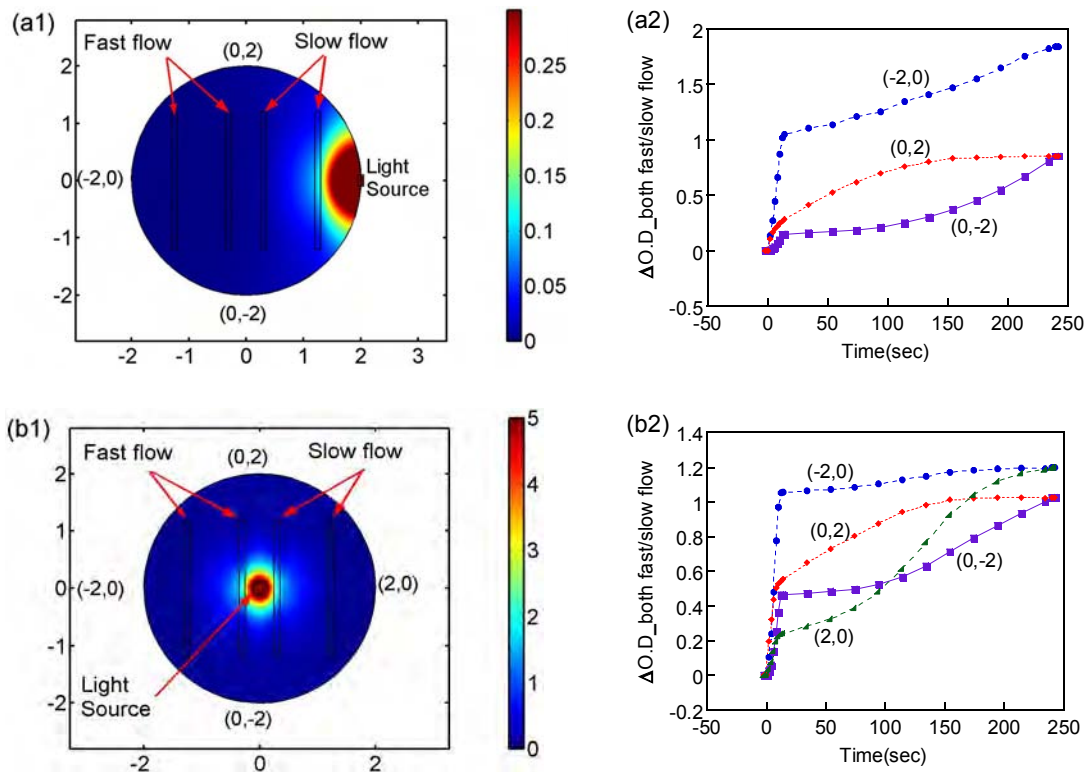 (a1)
Fast flow
Slow flow
(0,2)
2
1
0
-1
-2
(-2,0)
Light
Source
(0,-2)
-2 -1 0 1 2 3
0.25
0.2
0.15
0.1
0.05
0
(a2)
ΔO.D_both fast/slow flow
2
1.5
1
0.5
0
-0.5
(-2,0)
(0,2)
(0,-2)
-50 0 50 100 150 200 250
Time(sec)
(b1)
Fast flow
Slow flow
(0,2)
2
1
0
-1
-2
(-2,0)
(2,0)
Light
Source
(0,-2)
-2 0 2
5
4
3
2
1
0
(b2)
ΔO.D_both fast/slow flow
1.4
1.2
1
0.8
0.6
0.4
0.2
0
-0.2
(-2,0)
(0,2)
(0,-2)
(2,0)
-50 0 50 100 150 200 250
Time(sec)